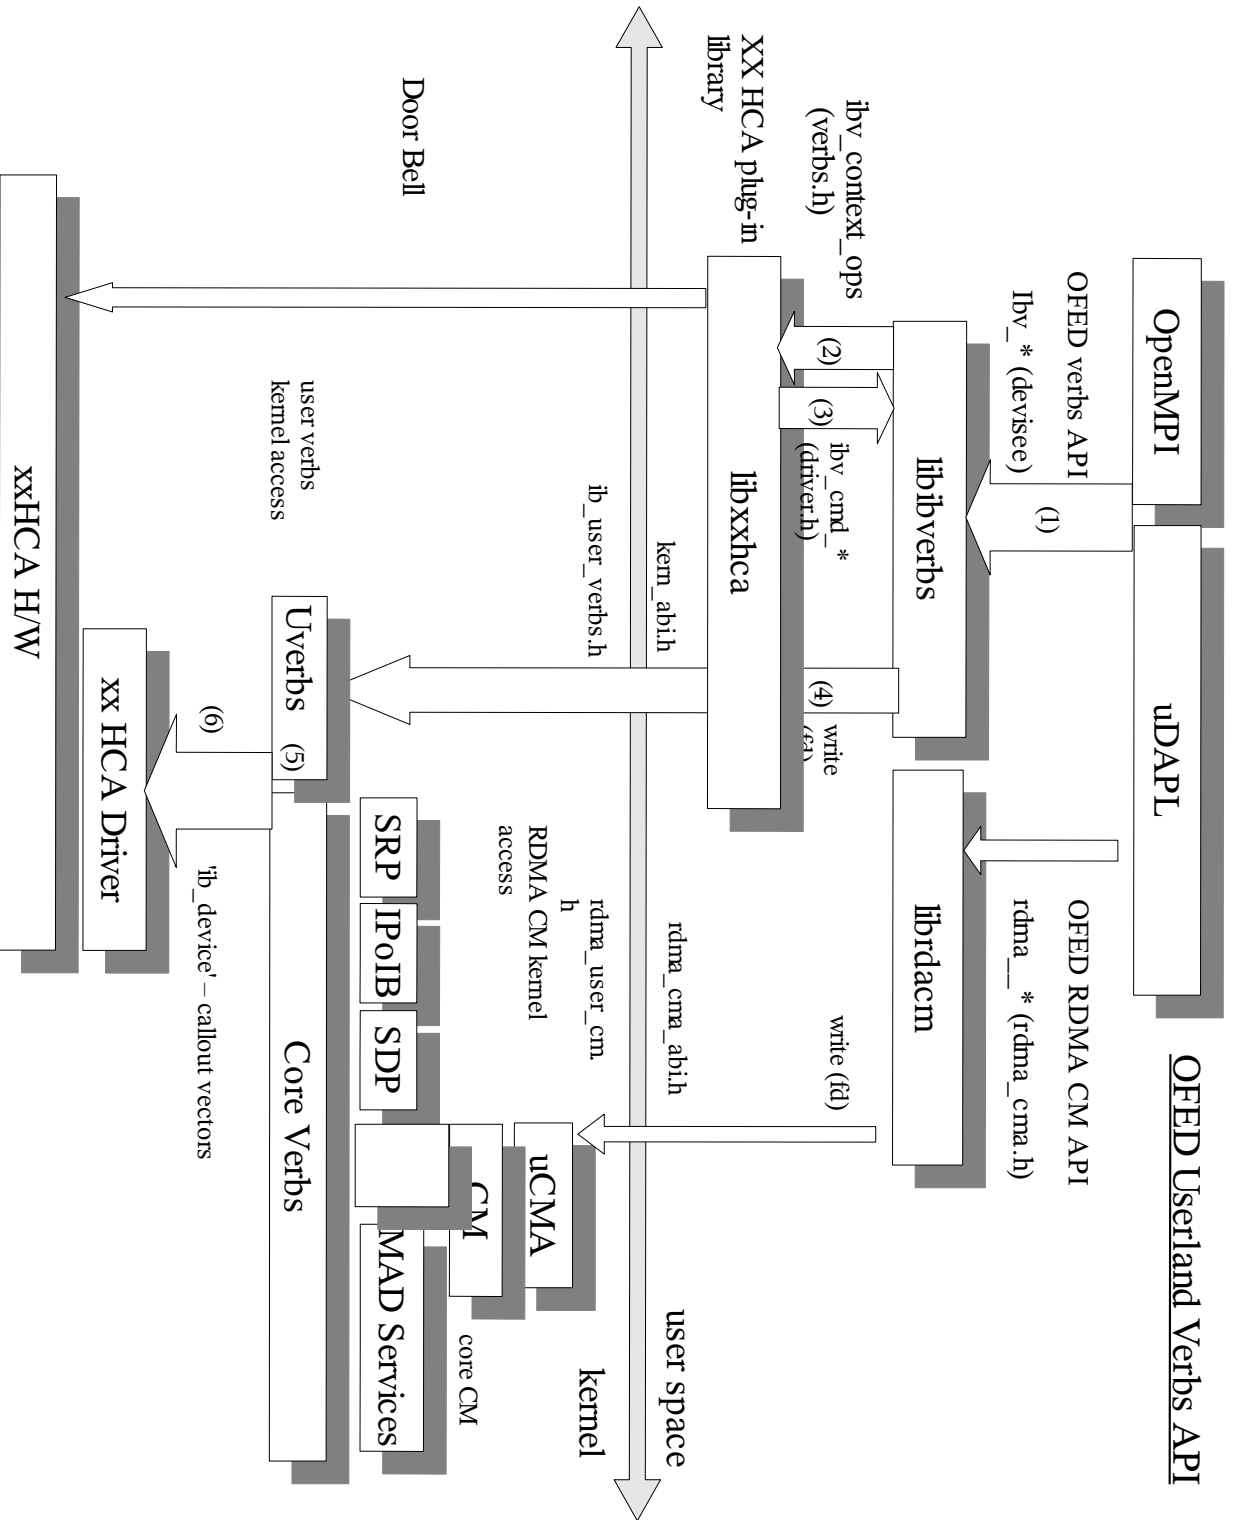 OFED Userland Verbs API
OpenMPI
uDAPL
OFED verbs API
Ibv_* (devisee)
(1)
OFED RDMA CM API
rdma__* (rdma_cma.h)
libibverbs
librdacm
ibv_context_ops
(verbs.h)
(2)
(3)
ibv_cmd_*
(driver.h)
(4)
write
(fd)
write (fd)
XX HCA plug-in
library
libxxhca
kern_abi.h
rdma_cma_abi.h
user space
ib_user_verbs.h
rdma_user_cm.
h
kernel
RDMA CM kernel
access
uCMA
CM
core CM
Door Bell
SRP
IPoIB
SDP
MAD Services
user verbs
kernel access
Uverbs
(5)
Core Verbs
(6)
'ib_device' – callout vectors
xx HCA Driver
xxHCA H/W